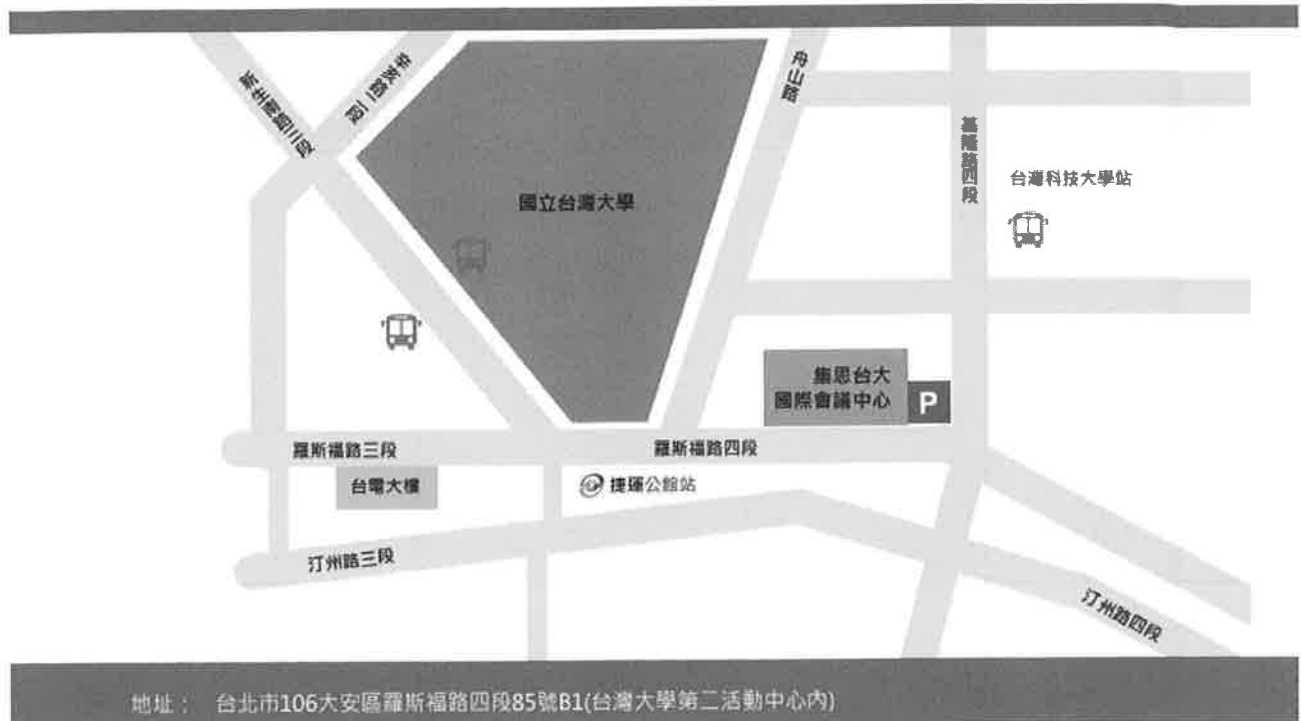 新生南路三段
辛亥路二段
舟山路
基隆路四段
台灣科技大學站
國立台灣大學
集思台大
國際會議中心
P
羅斯福路三段
羅斯福路四段
台電大樓
捷運公館站
汀州路三段
汀州路四段
地址： 台北市106大安區羅斯福路四段85號B1(台灣大學第二活動中心內)